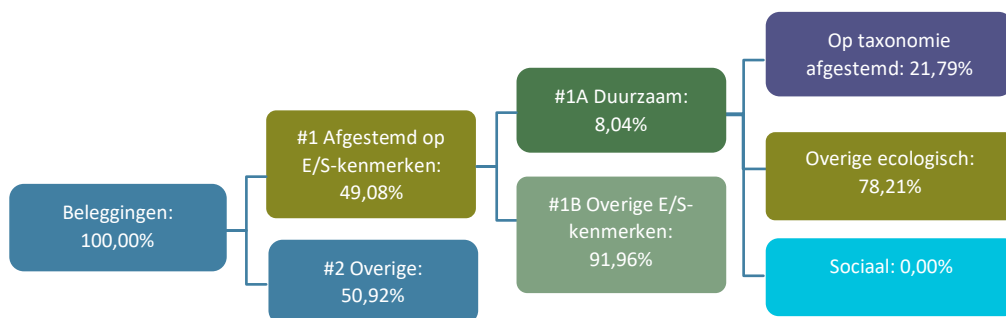 Beleggingen:
100,00%
#1 Afgestemd op
E/S-kenmerken:
49,08%
#2 Overige:
50,92%
#1A Duurzaam:
8,04%
#1B Overige E/S-
kenmerken:
91,96%
Op taxonomie
afgestemd: 21,79%
Overige ecologisch:
78,21%
Sociaal: 0,00%